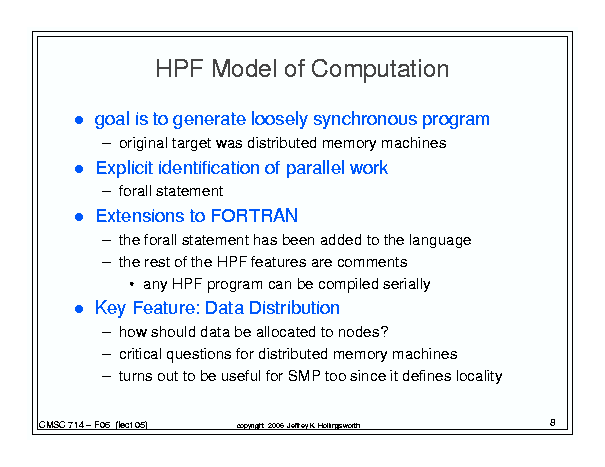 HPF Model of Computation
● goal is to generate loosely synchronous program
– original target was distributed memory machines
● Explicit identification of parallel work
– forall statement
● Extensions to FORTRAN
– the forall statement has been added to the language
– the rest of the HPF features are comments
• any HPF program can be compiled serially
● Key Feature: Data Distribution
– how should data be allocated to nodes?
– critical questions for distributed memory machines
– turns out to be useful for SMP too since it defines locality
CMSC 714 – F06 (lect 05)
copyright 2006 Jeffrey K. Hollingsworth
8